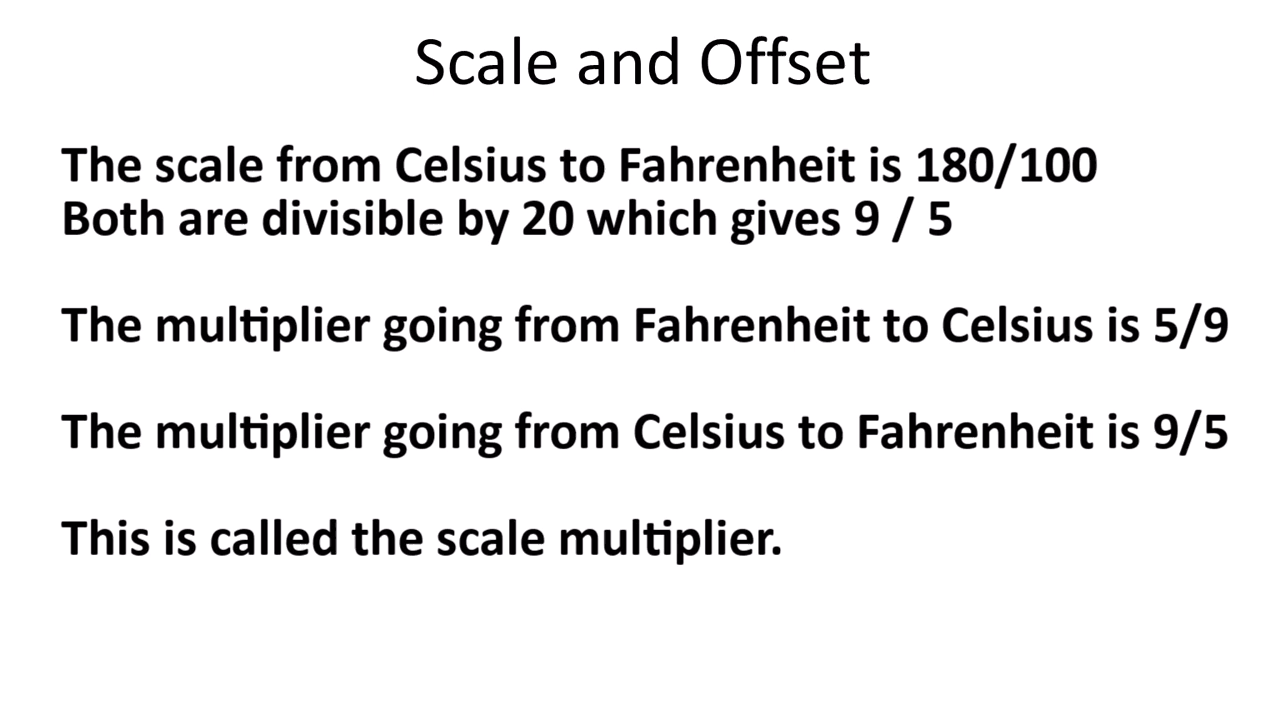 Scale and Offset
The scale from Celsius to Fahrenheit is 180/100
Both are divisible by 20 which gives 9 / 5
The multiplier going from Fahrenheit to Celsius is 5/9
The multiplier going from Celsius to Fahrenheit is 9/5
This is called the scale multiplier.